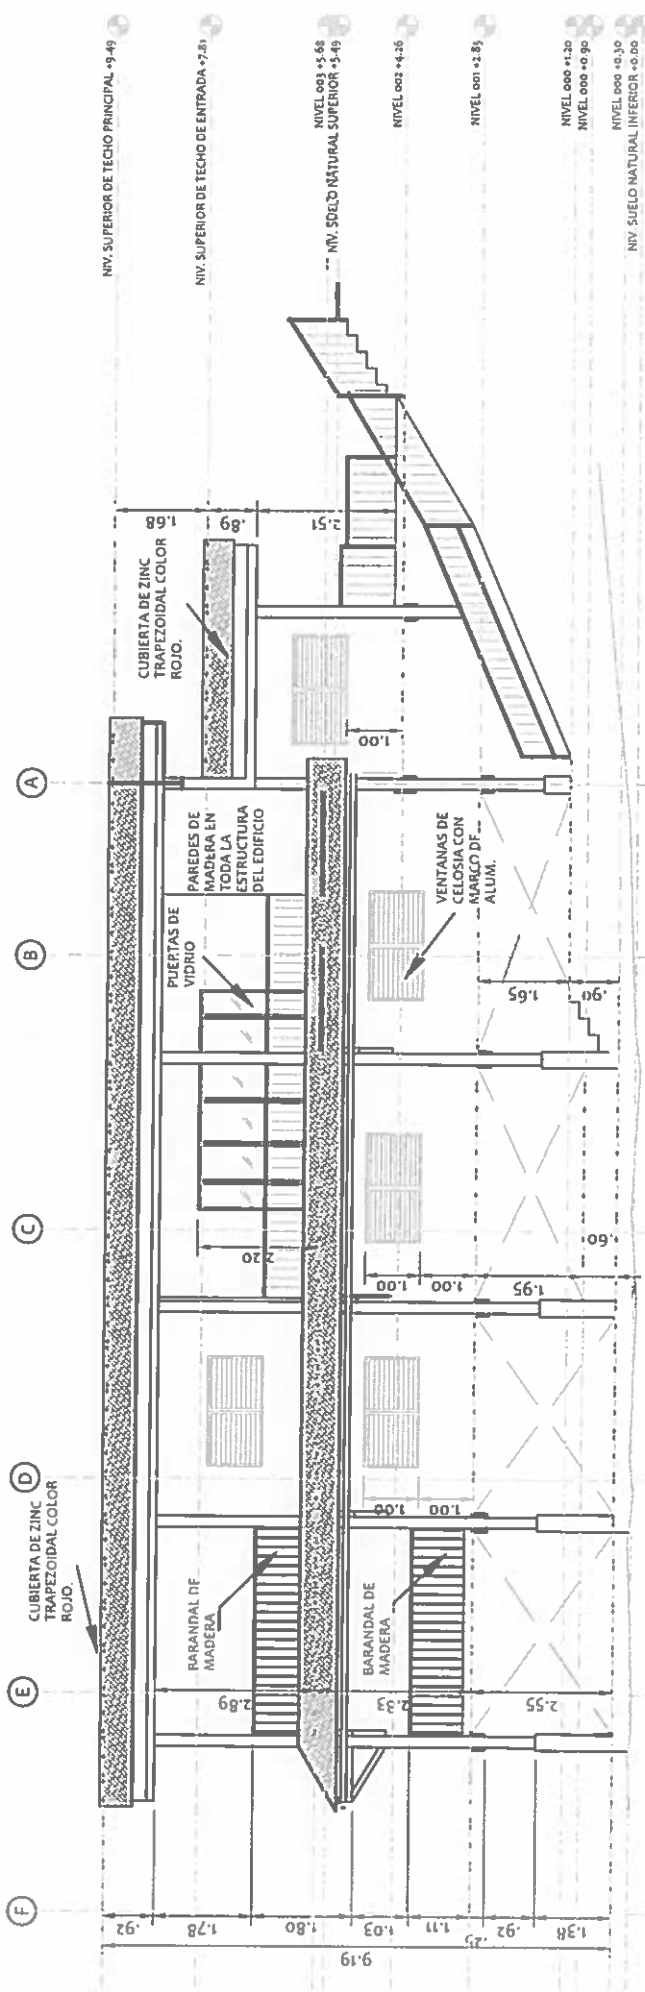 NIV. SUPERIOR DE TECHO PRINCIPAL +9.49
NIV. SUPERIOR DE TECHO DE ENTRADA +7.81
NIVEL 003 +5.68
NIV. SUELO NATURAL SUPERIOR +5.49
NIVEL 002 +4.26
NIVEL 001 +2.85
NIVEL 000 +1.20
NIVEL 000 +0.90
NIVEL 000 +0.30
NIV. SUELO NATURAL INFERIOR +0.00
1.68
.89
2.51
CUBIERTA DE ZINC
TRAPEZOIDAL COLOR
ROJO.
1.00
A
PAREDES DE
MADERA EN
TODA LA
ESTRUCTURA
DEL EDIFICIO
VENTANAS DE
CELOSIA CON
MARCO DE
ALUM.
B
PUERTAS DE
VIDRIO
1.65
.90
C
2.20
1.00
1.00
1.95
.60
D
1.00
1.00
CUBIERTA DE ZINC
TRAPEZOIDAL COLOR
ROJO.
BARANDAL DE
MADERA
BARANDAL DE
MADERA
E
2.89
2.33
2.55
F
.92
1.78
1.80
1.03
1.11
.25
.92
1.38
9.19